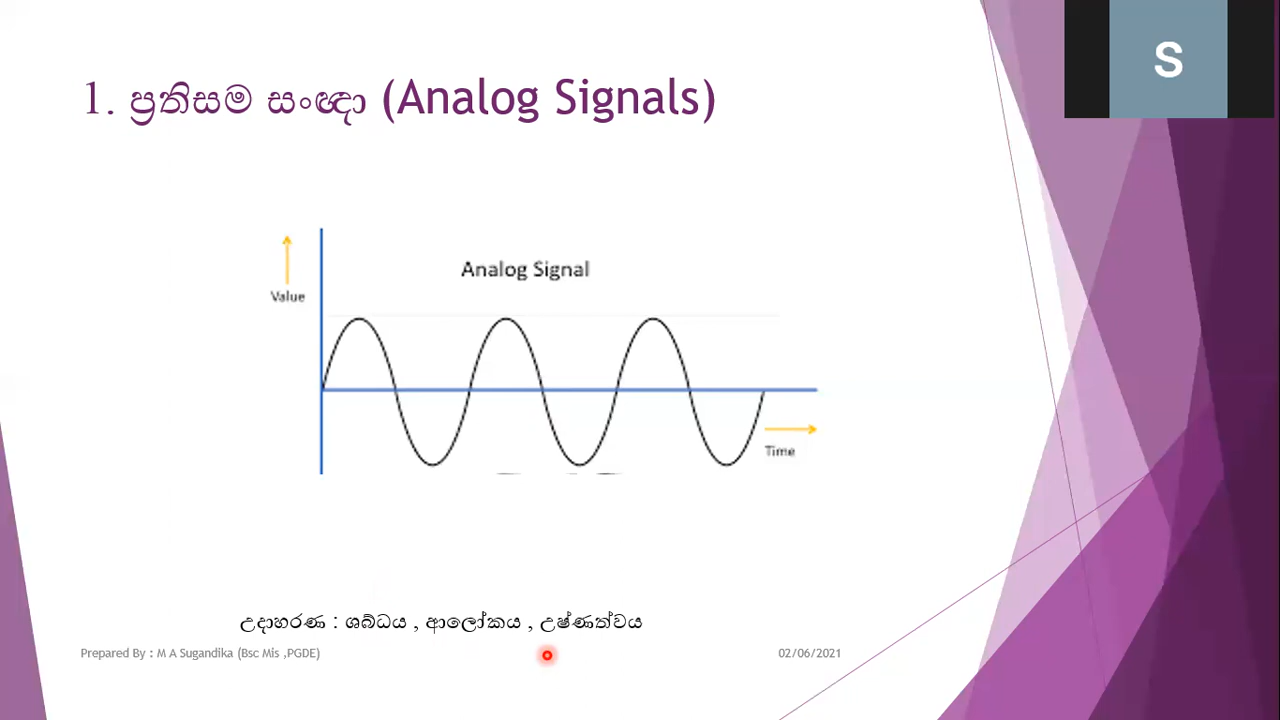 S
1. ප්‍රතිසම සංඥා (Analog Signals)
Analog Signal
Value
Time
උදාහරණ : ශබ්ධය , ආලෝකය , උෂ්ණත්වය
Prepared By : M A Sugandika (Bsc Mis ,PGDE)
02/06/2021